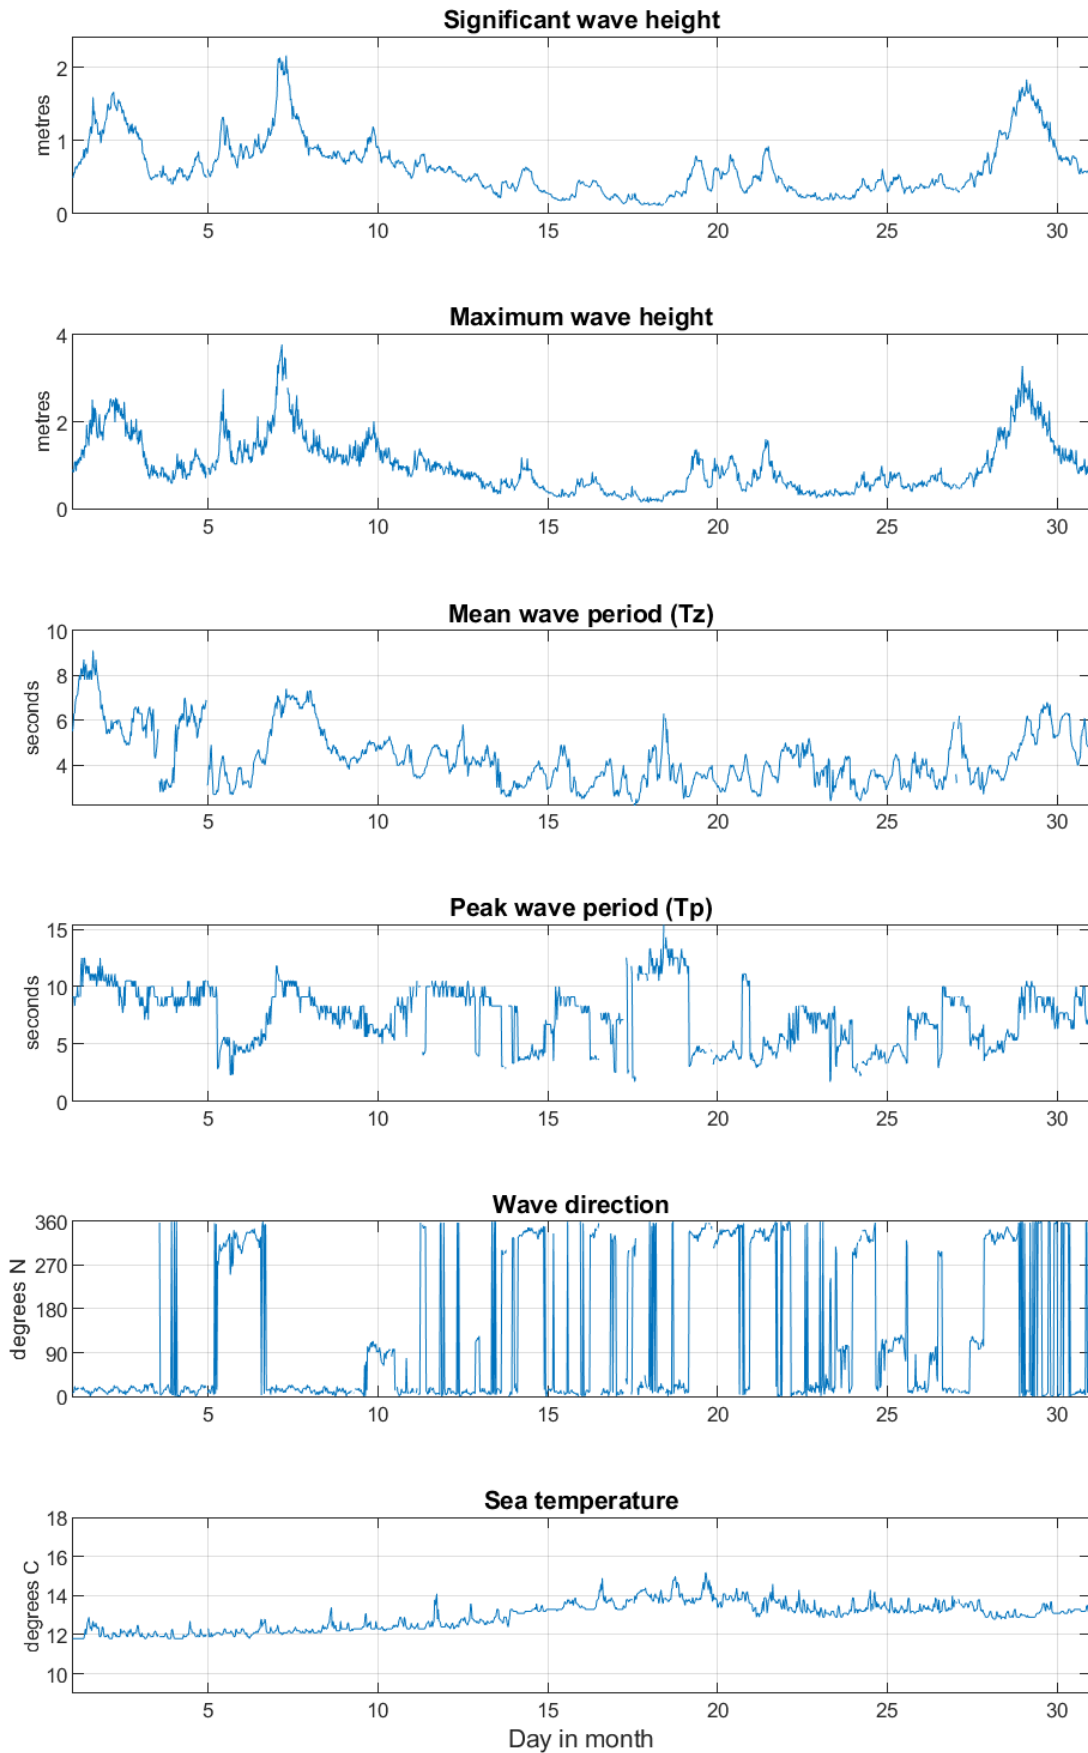 Significant wave height
metres
2
1
0
5 10 15 20 25 30
Maximum wave height
metres
4
2
0
5 10 15 20 25 30
Mean wave period (Tz)
seconds
10
8
6
4
5 10 15 20 25 30
Peak wave period (Tp)
seconds
15
10
5
0
5 10 15 20 25 30
Wave direction
degrees N
360
270
180
90
0
5 10 15 20 25 30
Sea temperature
degrees C
18
16
14
12
10
5 10 15 20 25 30
Day in month